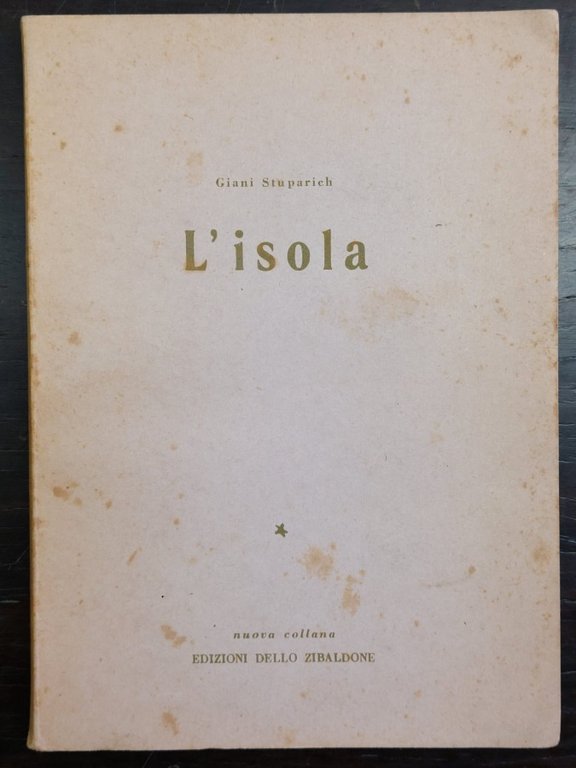 Giani Stuparich
L'isola
nuova collana
EDIZIONI DELLO ZIBALDONE